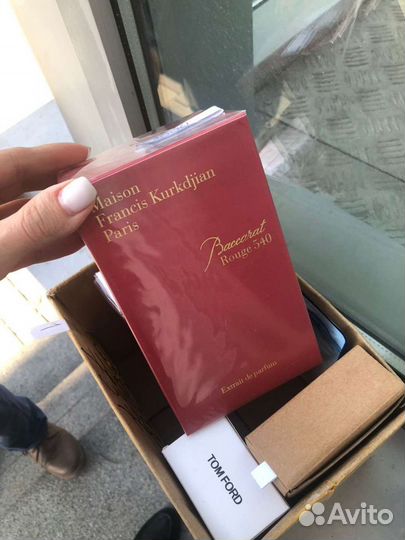 Maison
Francis Kurkdjian
Paris
Baccarat
Rouge 540
Extrait de parfum
TOM FORD
Avito